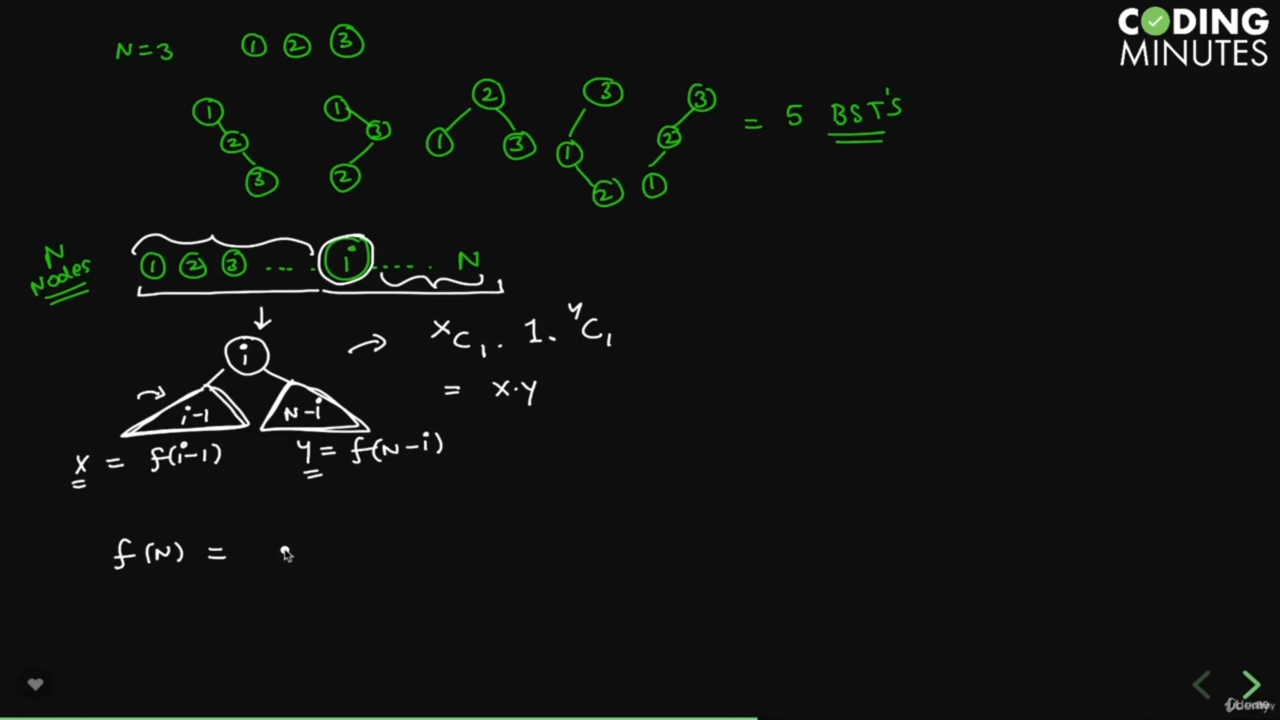 CODING
MINUTES
N=3 1 2 3
1 2 3
1 3 2
2 1 3
3 1 2
3 2 1
= 5 BST'S
N Nodes
1 2 3 .... i ..... N
i
i-1 N-i
x = f(i-1) y = f(N-i)
xC1 . 1 . yC1
= x.y
f(N) =
Udemy